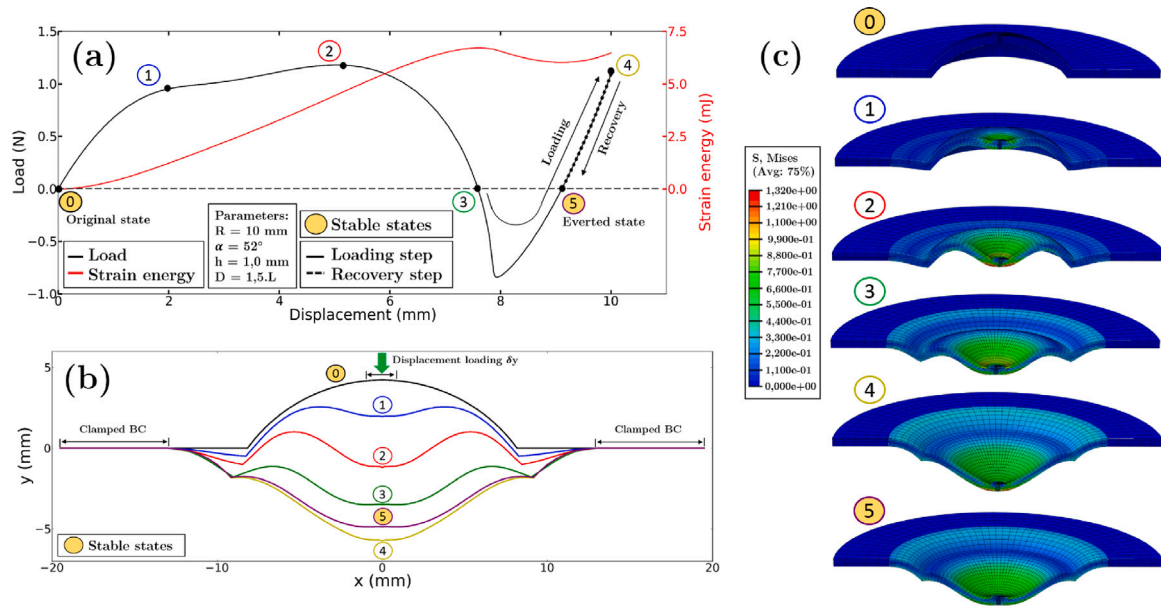 (a)
1.5
1.0
0.5
0.0
−0.5
−1.0
Load (N)
0
2
4
6
8
10
Displacement (mm)
7.5
5.0
2.5
0.0
Strain energy (mJ)
0
1
2
3
4
5
Original state
Everted state
Loading
Recovery
Load
Strain energy
Parameters:
R = 10 mm
α = 52°
h = 1,0 mm
D = 1,5.L
Stable states
Loading step
Recovery step
(b)
5
0
−5
y (mm)
−20
−10
0
10
20
x (mm)
0
Displacement loading δy
Clamped BC
Clamped BC
1
2
3
5
4
Stable states
(c)
S, Mises
(Avg: 75%)
1,320e+00
1,210e+00
1,100e+00
9,900e-01
8,800e-01
7,700e-01
6,600e-01
5,500e-01
4,400e-01
3,300e-01
2,200e-01
1,100e-01
0,000e+00
0
1
2
3
4
5